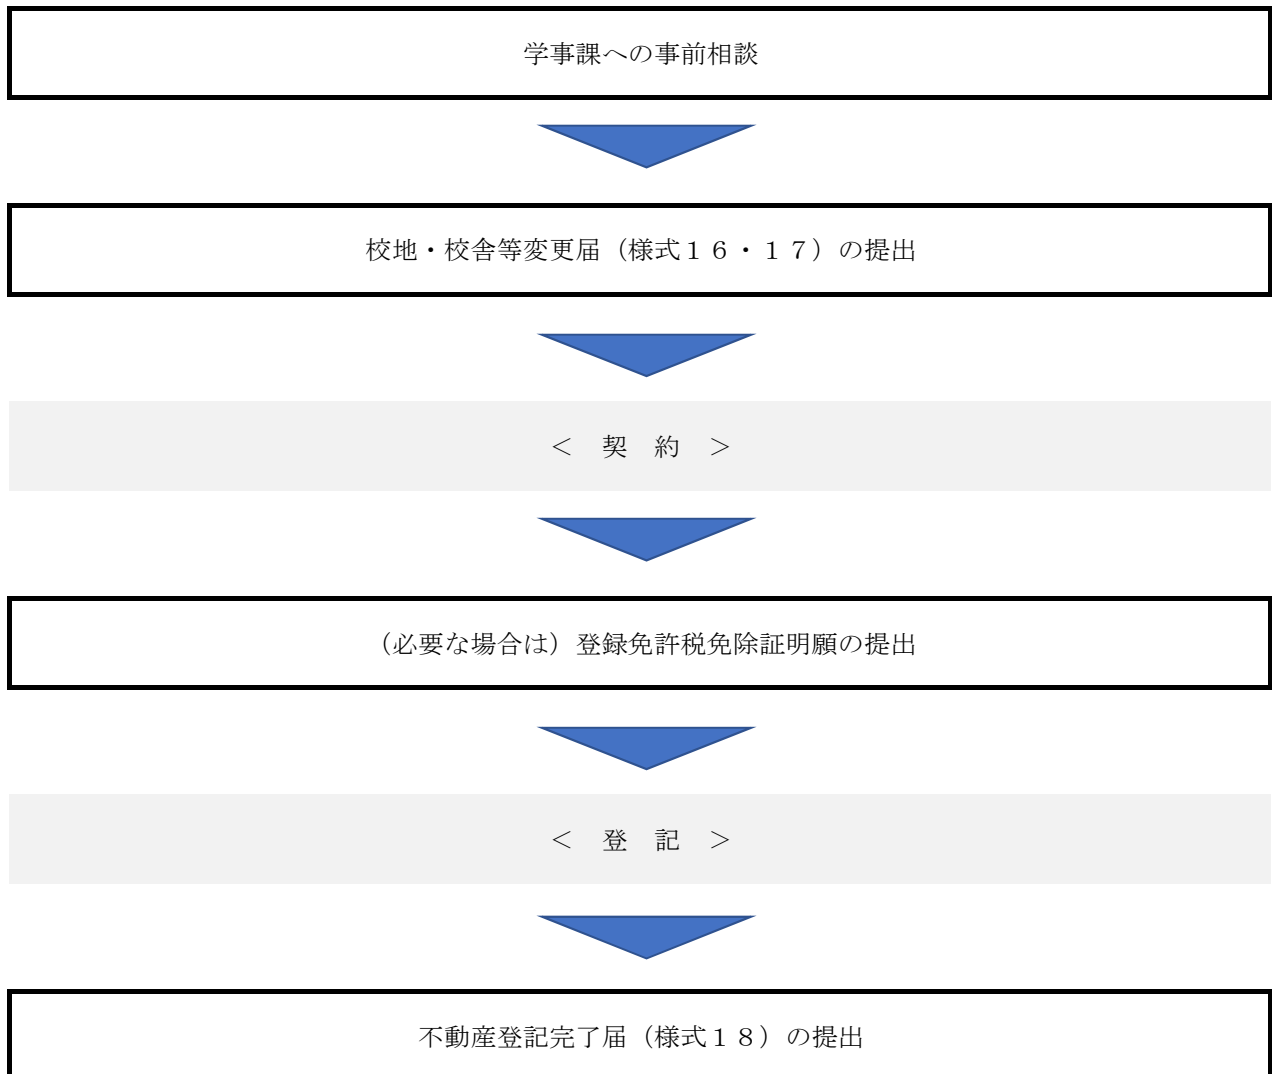 学事課への事前相談
校地・校舎等変更届（様式１６・１７）の提出
＜　契　約　＞
（必要な場合は）登録免許税免除証明願の提出
＜　登　記　＞
不動産登記完了届（様式１８）の提出